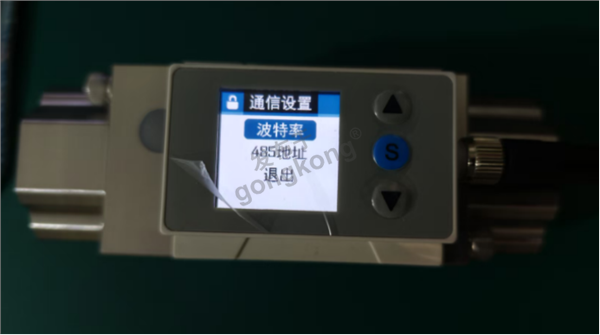 通信设置
波特率
485地址
退出
S
gongkong®